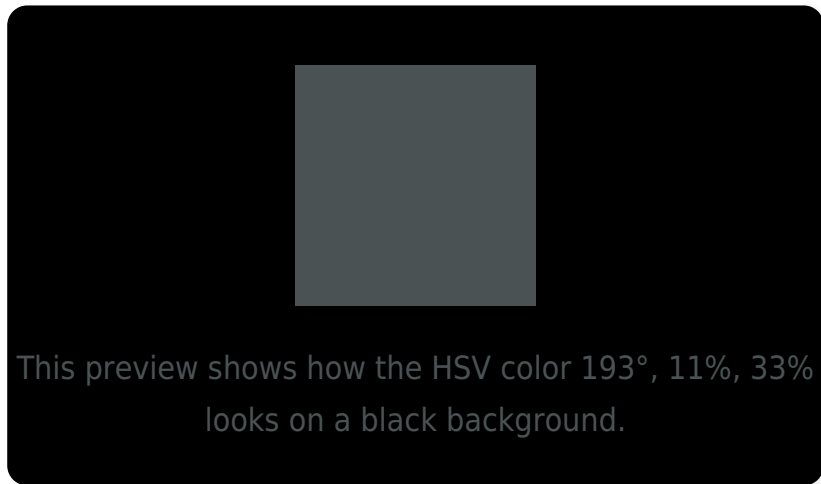 This preview shows how the HSV color 193°, 11%, 33%
looks on a black background.